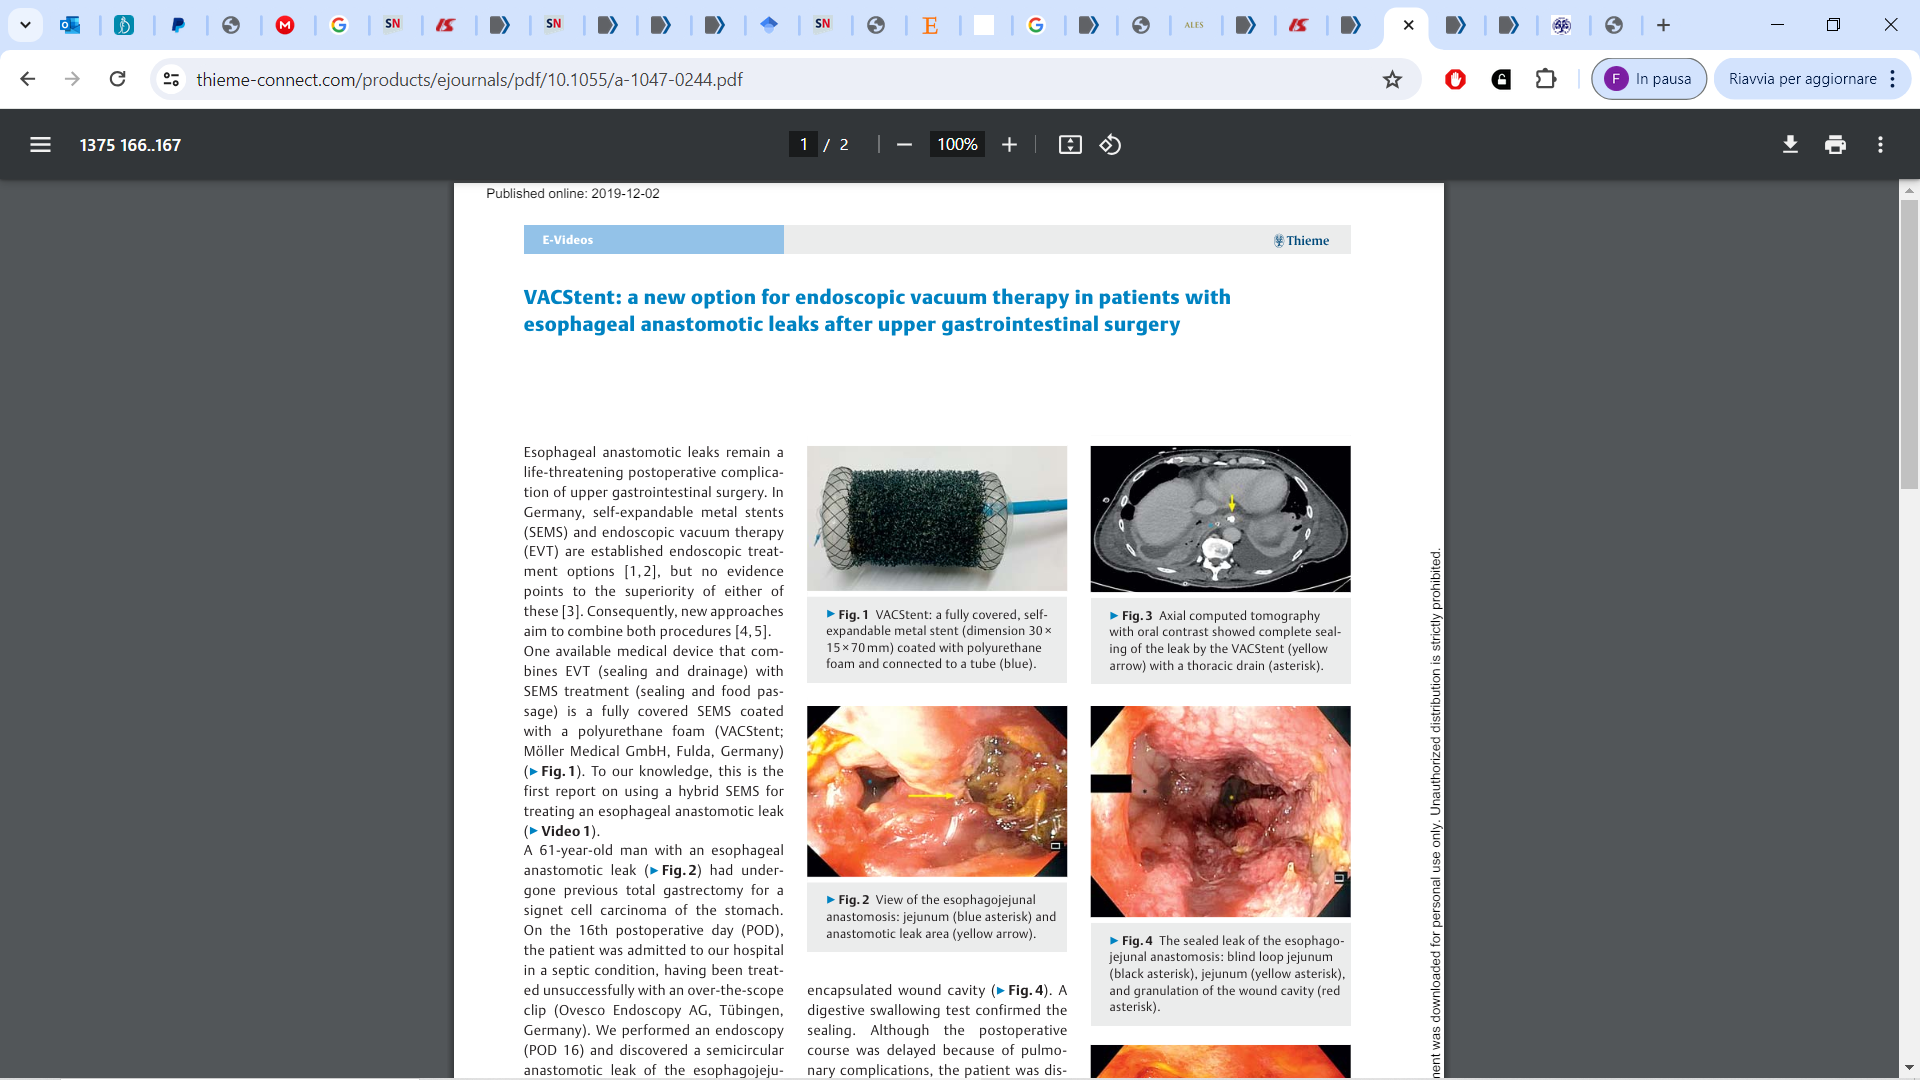 SN
SN
SN
ALES
thieme-connect.com/products/ejournals/pdf/10.1055/a-1047-0244.pdf
F In pausa
Riavvia per aggiornare
1375 166..167
1 / 2
100%
Published online: 2019-12-02
E-Videos
Thieme
VACStent: a new option for endoscopic vacuum therapy in patients with
esophageal anastomotic leaks after upper gastrointestinal surgery
Esophageal anastomotic leaks remain a
life-threatening postoperative complica-
tion of upper gastrointestinal surgery. In
Germany, self-expandable metal stents
(SEMS) and endoscopic vacuum therapy
(EVT) are established endoscopic treat-
ment options [1,2], but no evidence
points to the superiority of either of
these [3]. Consequently, new approaches
aim to combine both procedures [4,5].
One available medical device that com-
bines EVT (sealing and drainage) with
SEMS treatment (sealing and food pas-
sage) is a fully covered SEMS coated
with a polyurethane foam (VACStent;
Möller Medical GmbH, Fulda, Germany)
(▶Fig. 1). To our knowledge, this is the
first report on using a hybrid SEMS for
treating an esophageal anastomotic leak
(▶Video 1).
A 61-year-old man with an esophageal
anastomotic leak (▶Fig. 2) had under-
gone previous total gastrectomy for a
signet cell carcinoma of the stomach.
On the 16th postoperative day (POD),
the patient was admitted to our hospital
in a septic condition, having been treat-
ed unsuccessfully with an over-the-scope
clip (Ovesco Endoscopy AG, Tübingen,
Germany). We performed an endoscopy
(POD 16) and discovered a semicircular
anastomotic leak of the esophagoj​eju-
▶Fig. 1 VACStent: a fully covered, self-
expandable metal stent (dimension 30×
15×70mm) coated with polyurethane
foam and connected to a tube (blue).
▶Fig. 2 View of the esophagojejunal
anastomosis: jejunum (blue asterisk) and
anastomotic leak area (yellow arrow).
encapsulated wound cavity (▶Fig. 4). A
digestive swallowing test confirmed the
sealing. Although the postoperative
course was delayed because of pulmo-
nary complications, the patient was dis-
▶Fig. 3 Axial computed tomography
with oral contrast showed complete seal-
ing of the leak by the VACStent (yellow
arrow) with a thoracic drain (asterisk).
▶Fig. 4 The sealed leak of the esophago-
jejunal anastomosis: blind loop jejunum
(black asterisk), jejunum (yellow asterisk),
and granulation of the wound cavity (red
asterisk).
ment was downloaded for personal use only. Unauthorized distribution is strictly prohibited.